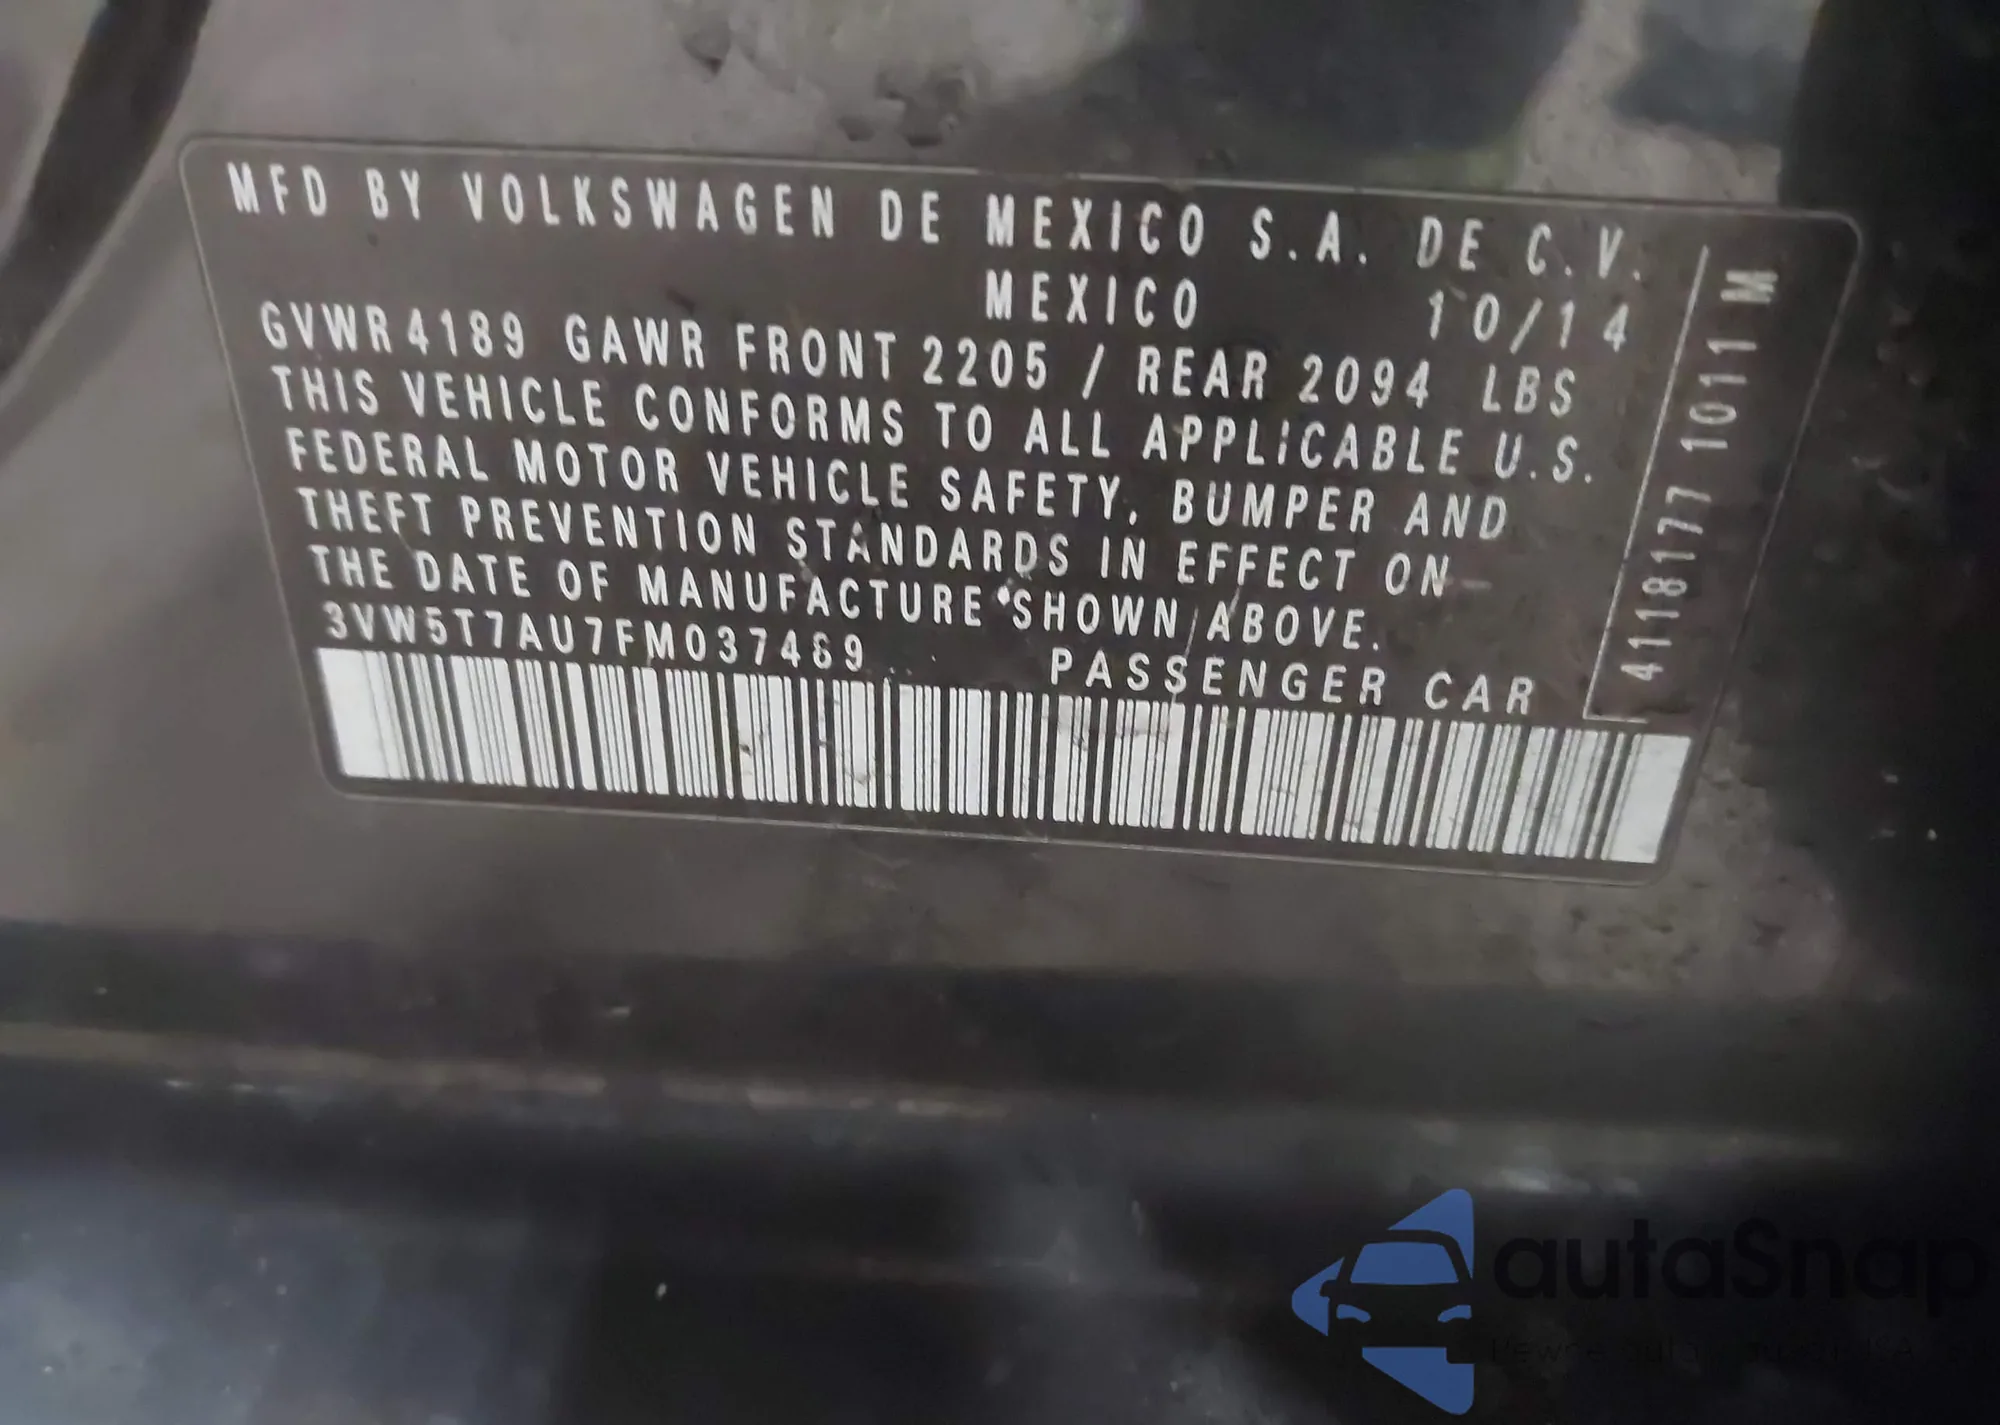 MFD BY VOLKSWAGEN DE MEXICO S.A. DE C.V.
MEXICO 10/14
GVWR 4189 GAWR FRONT 2205 / REAR 2094 LBS
THIS VEHICLE CONFORMS TO ALL APPLICABLE U.S.
FEDERAL MOTOR VEHICLE SAFETY, BUMPER AND
THEFT PREVENTION STANDARDS IN EFFECT ON
THE DATE OF MANUFACTURE SHOWN ABOVE.
3VW5T7AU7FM037469 PASSENGER CAR
4118177 1011 M
autaSnap